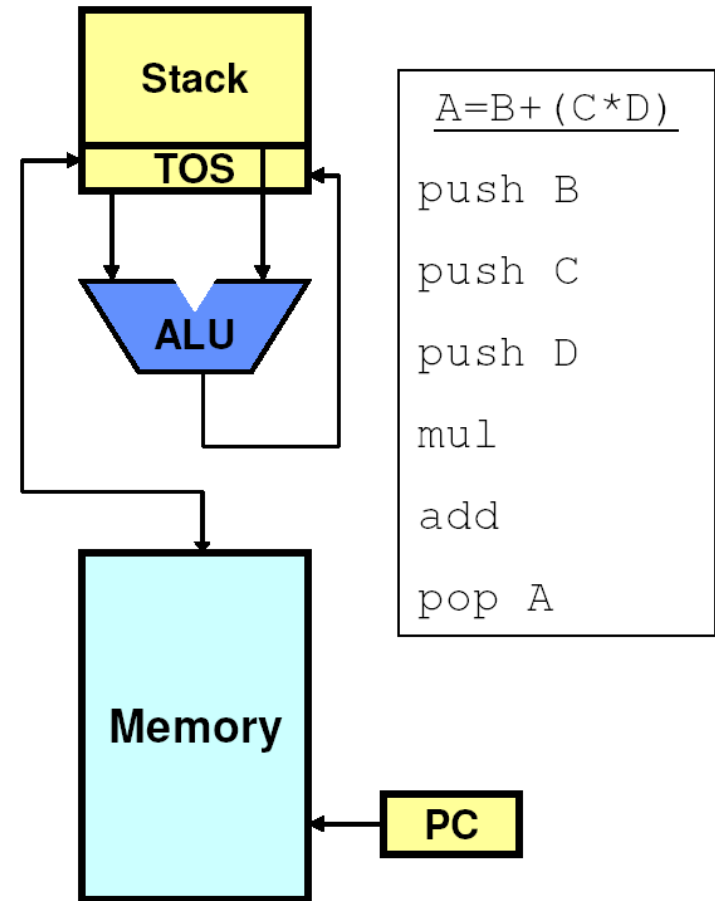 Stack
TOS
ALU
Memory
PC
A=B+(C*D)
push B
push C
push D
mul
add
pop A